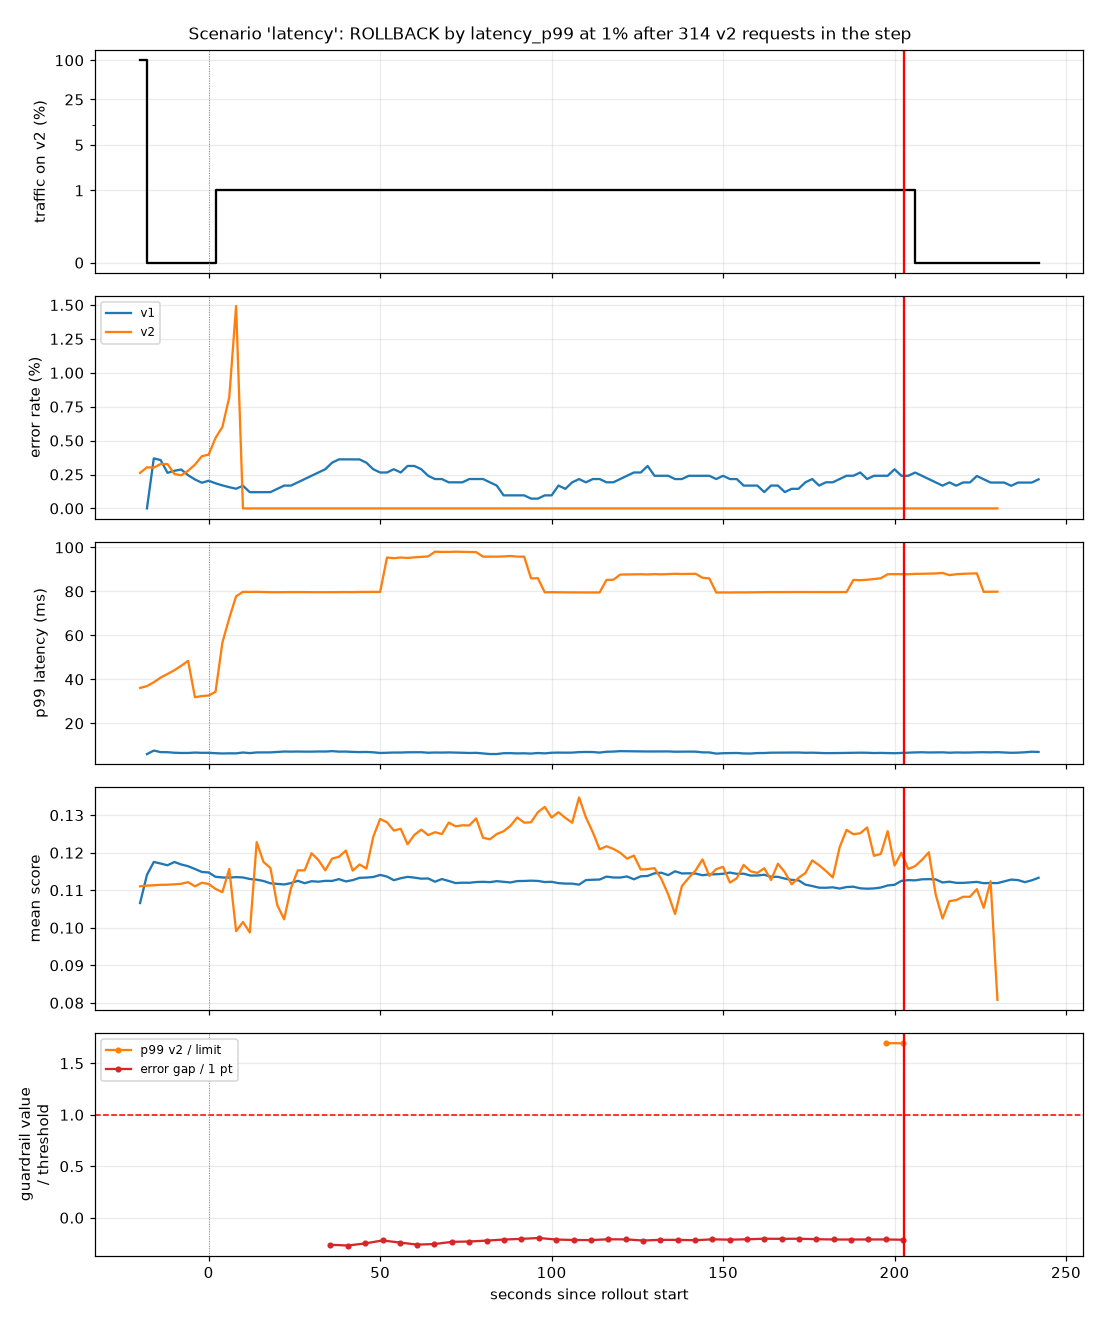 Scenario 'latency': ROLLBACK by latency_p99 at 1% after 314 v2 requests in the step
traffic on v2 (%)
100
25
5
1
0
error rate (%)
1.50
1.25
1.00
0.75
0.50
0.25
0.00
v1
v2
p99 latency (ms)
100
80
60
40
20
mean score
0.13
0.12
0.11
0.10
0.09
0.08
guardrail value
/ threshold
1.5
1.0
0.5
0.0
p99 v2 / limit
error gap / 1 pt
0
50
100
150
200
250
seconds since rollout start